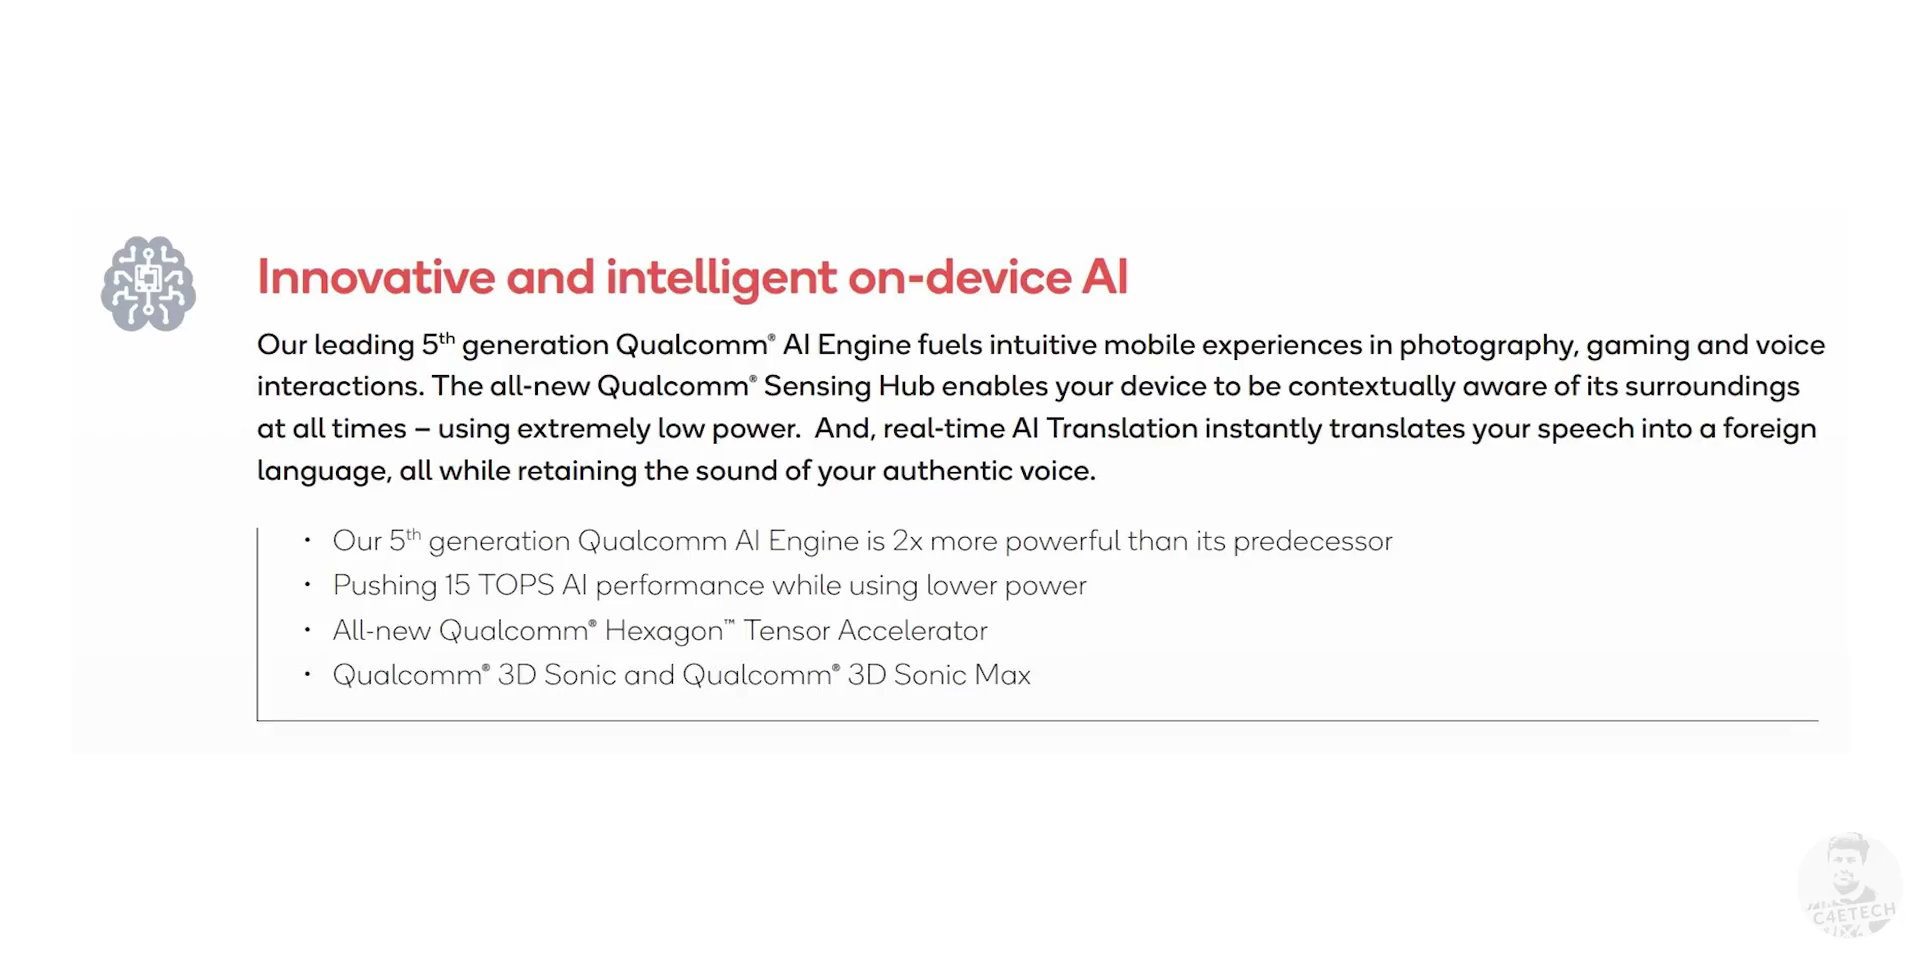 Innovative and intelligent on-device AI
Our leading 5th generation Qualcomm® AI Engine fuels intuitive mobile experiences in photography, gaming and voice
interactions. The all-new Qualcomm® Sensing Hub enables your device to be contextually aware of its surroundings
at all times – using extremely low power. And, real-time AI Translation instantly translates your speech into a foreign
language, all while retaining the sound of your authentic voice.
• Our 5th generation Qualcomm AI Engine is 2x more powerful than its predecessor
• Pushing 15 TOPS AI performance while using lower power
• All-new Qualcomm® Hexagon™ Tensor Accelerator
• Qualcomm® 3D Sonic and Qualcomm® 3D Sonic Max
C4ETECH